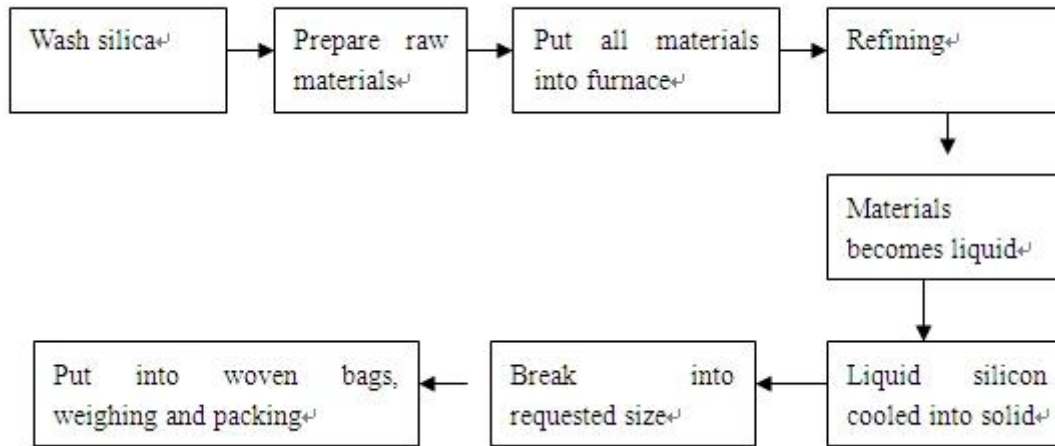 Wash silica↵
Prepare raw
materials↵
Put all materials
into furnace↵
Refining↵
Materials
becomes liquid↵
Liquid silicon
cooled into solid↵
Break into
requested size↵
Put into woven bags,
weighing and packing↵